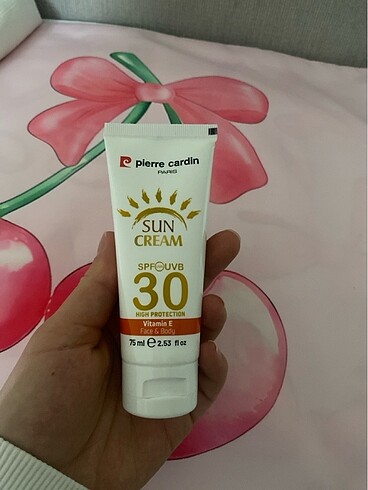 pierre cardin
PARIS
SUN
CREAM
SPF UVA UVB
30
HIGH PROTECTION
Vitamin E
Face & Body
75 ml e 2.53 fl oz